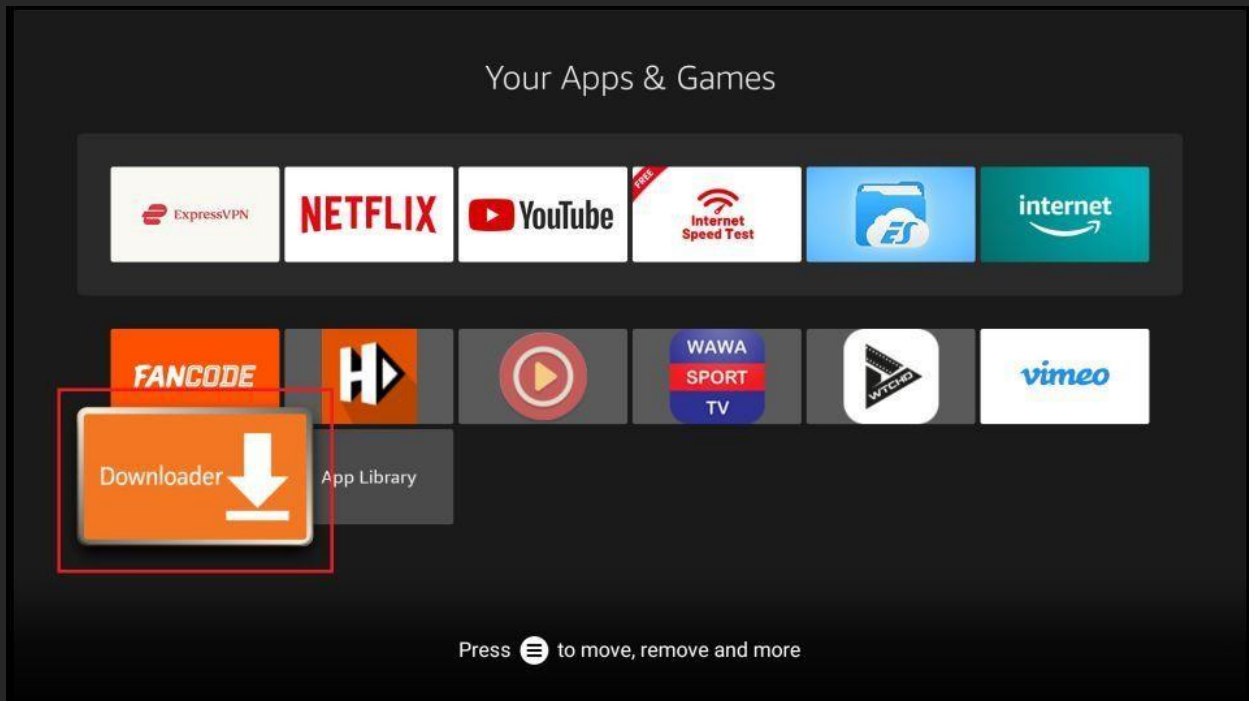 Your Apps & Games
ExpressVPN
NETFLIX
YouTube
FREE
Internet
Speed Test
ES
internet
FANCODE
H
WAWA
SPORT
TV
WTCHD
vimeo
Downloader
App Library
Press to move, remove and more